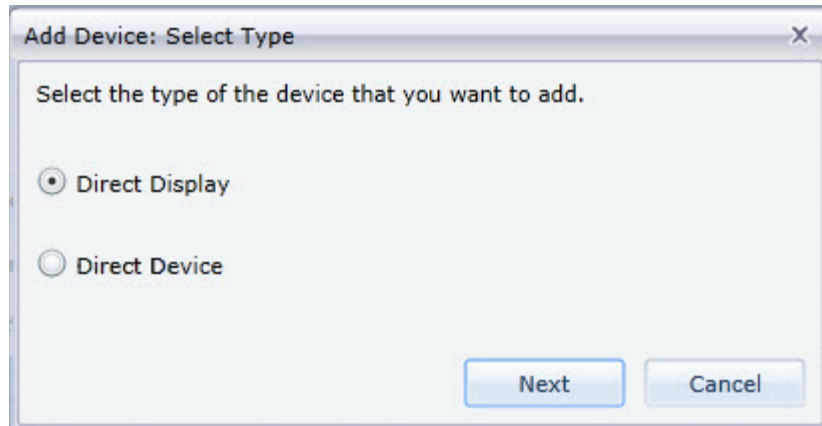 Add Device: Select Type
Select the type of the device that you want to add.
Direct Display
Direct Device
Next Cancel